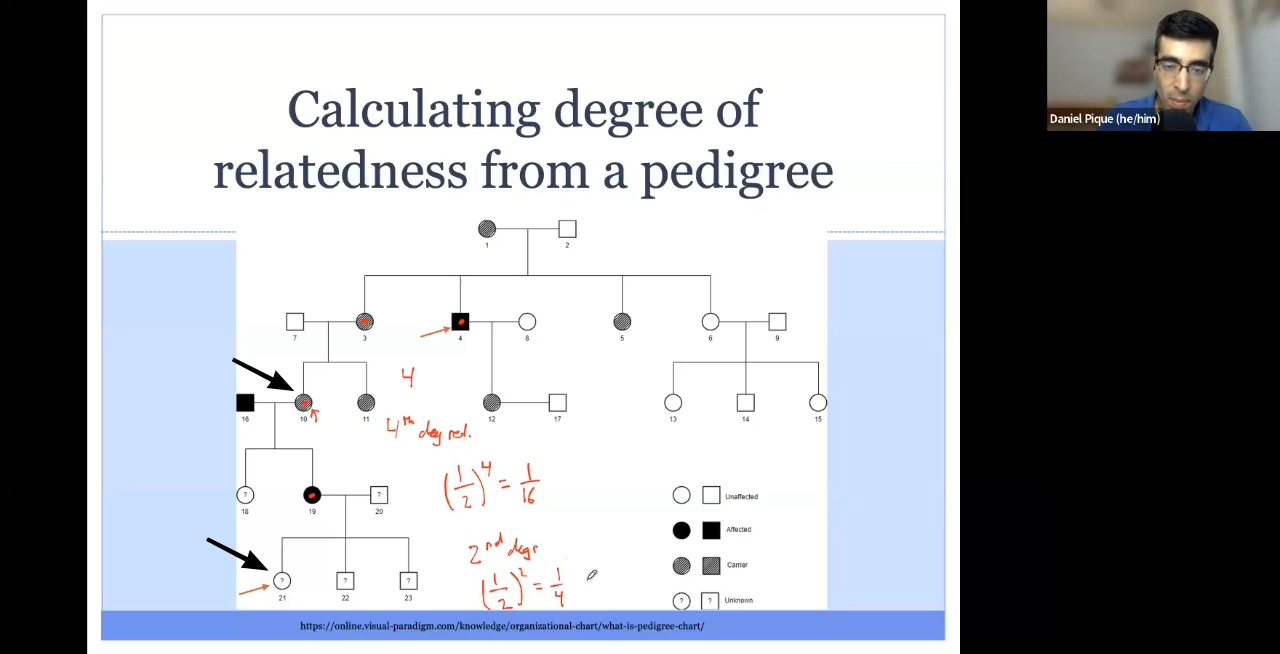 Calculating degree of
relatedness from a pedigree
Daniel Pique (he/him)
1 2
7 3 4 8 5 6 9
4
16 10 11 12 17 13 14 15
4th deg rel.
(1/2)^4 = 1/16
? ? Unaffected
18 19 20
Affected
2nd degr
Carrier
? ? ?
(1/2)^2 = 1/4
21 22 23
? ? Unknown
https://online.visual-paradigm.com/knowledge/organizational-chart/what-is-pedigree-chart/